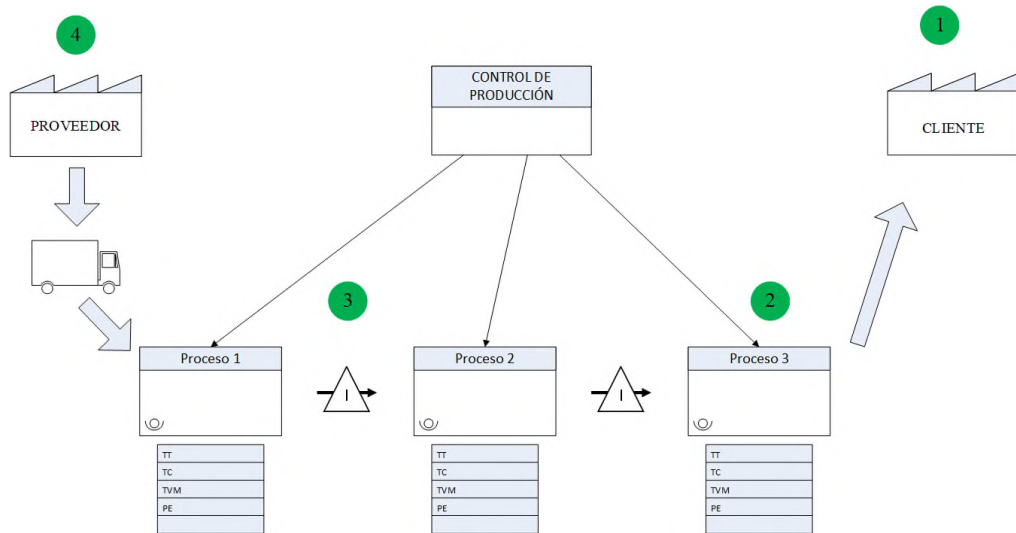 4
1
PROVEEDOR
CONTROL DE
PRODUCCIÓN
CLIENTE
3
2
Proceso 1
I
Proceso 2
I
Proceso 3
TT
TC
TVM
PE
TT
TC
TVM
PE
TT
TC
TVM
PE